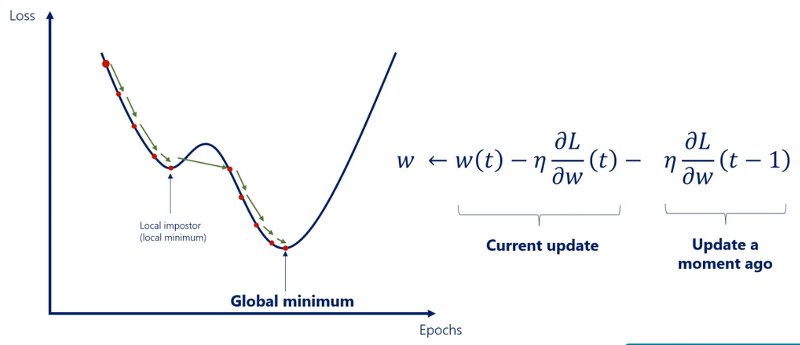 Loss
w ← w(t) − η ∂L/∂w (t) − η ∂L/∂w (t − 1)
Local impostor
(local minimum)
Current update
Update a
moment ago
Global minimum
Epochs